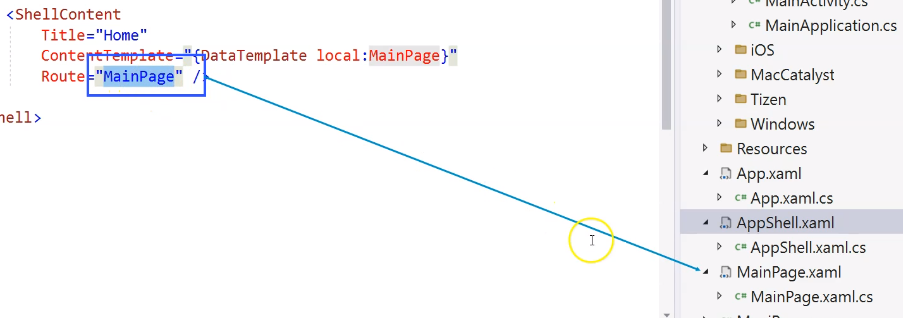 <ShellContent
Title="Home"
ContentTemplate="{DataTemplate local:MainPage}"
Route="MainPage" />
hell>
MainActivity.cs
C# MainApplication.cs
iOS
MacCatalyst
Tizen
Windows
Resources
App.xaml
C# App.xaml.cs
AppShell.xaml
C# AppShell.xaml.cs
MainPage.xaml
C# MainPage.xaml.cs